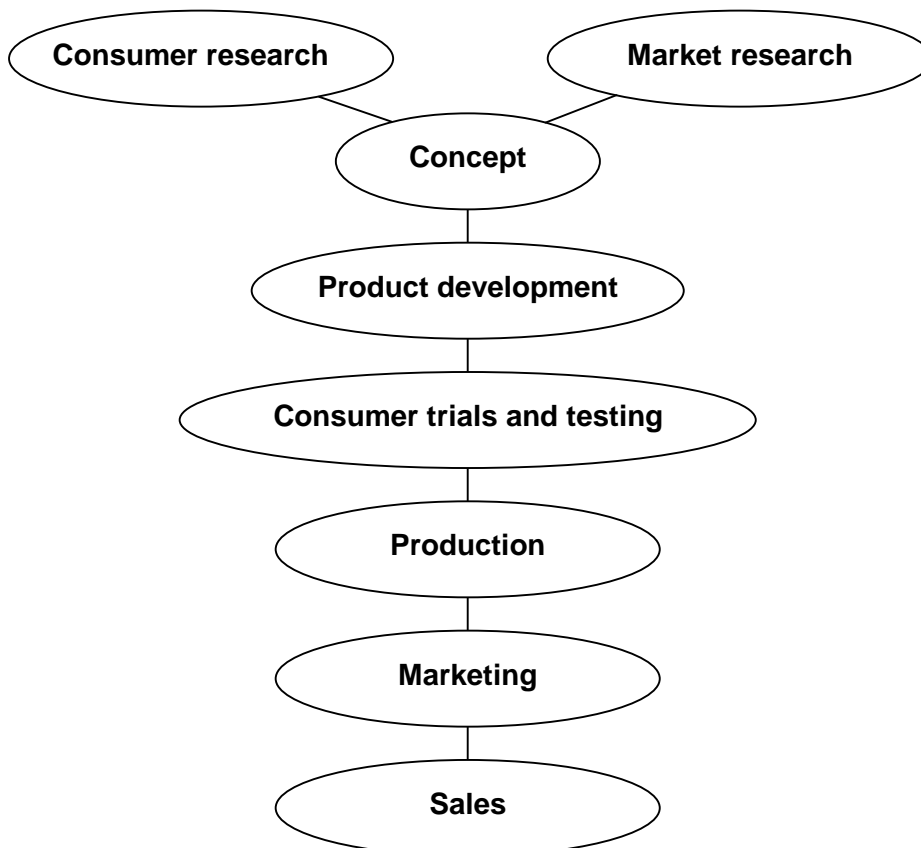 Consumer research
Market research
Concept
Product development
Consumer trials and testing
Production
Marketing
Sales